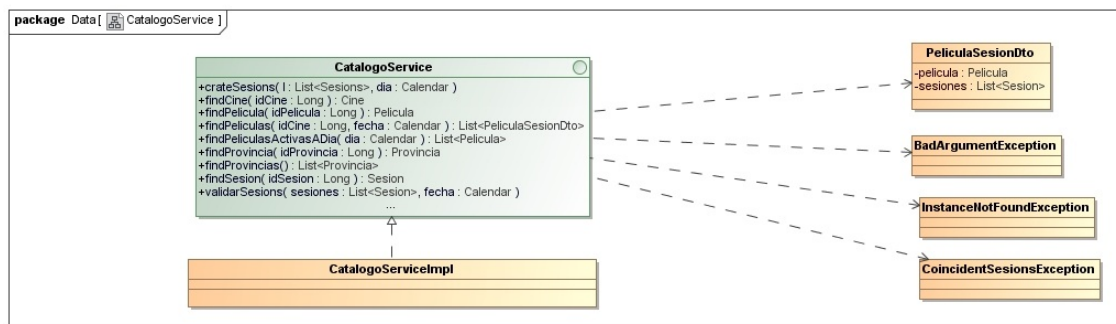 package Data[ CatalogoService ]
CatalogoService
+crateSesions( l : List<Sesions>, dia : Calendar )
+findCine( idCine : Long ) : Cine
+findPelicula( idPelicula : Long ) : Pelicula
+findPeliculas( idCine : Long, fecha : Calendar ) : List<PeliculaSesionDto>
+findPeliculasActivasADia( dia : Calendar ) : List<Pelicula>
+findProvincia( idProvincia : Long ) : Provincia
+findProvincias() : List<Provincia>
+findSesion( idSesion : Long ) : Sesion
+validarSesions( sesiones : List<Sesion>, fecha : Calendar )
...
CatalogoServiceImpl
PeliculaSesionDto
-pelicula : Pelicula
-sesiones : List<Sesion>
BadArgumentException
InstanceNotFoundException
CoincidentSesionsException